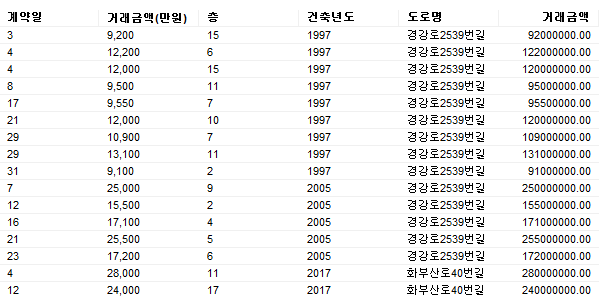 계약일 거래금액(만원) 층 건축년도 도로명 거래금액
3 9,200 15 1997 경강로2539번길 92000000.00
4 12,200 6 1997 경강로2539번길 122000000.00
4 12,000 15 1997 경강로2539번길 120000000.00
8 9,500 11 1997 경강로2539번길 95000000.00
17 9,550 7 1997 경강로2539번길 95500000.00
21 12,000 10 1997 경강로2539번길 120000000.00
29 10,900 7 1997 경강로2539번길 109000000.00
29 13,100 11 1997 경강로2539번길 131000000.00
31 9,100 2 1997 경강로2539번길 91000000.00
7 25,000 9 2005 경강로2539번길 250000000.00
12 15,500 2 2005 경강로2539번길 155000000.00
16 17,100 4 2005 경강로2539번길 171000000.00
21 25,500 5 2005 경강로2539번길 255000000.00
23 17,200 6 2005 경강로2539번길 172000000.00
4 28,000 11 2017 화부산로40번길 280000000.00
12 24,000 17 2017 화부산로40번길 240000000.00